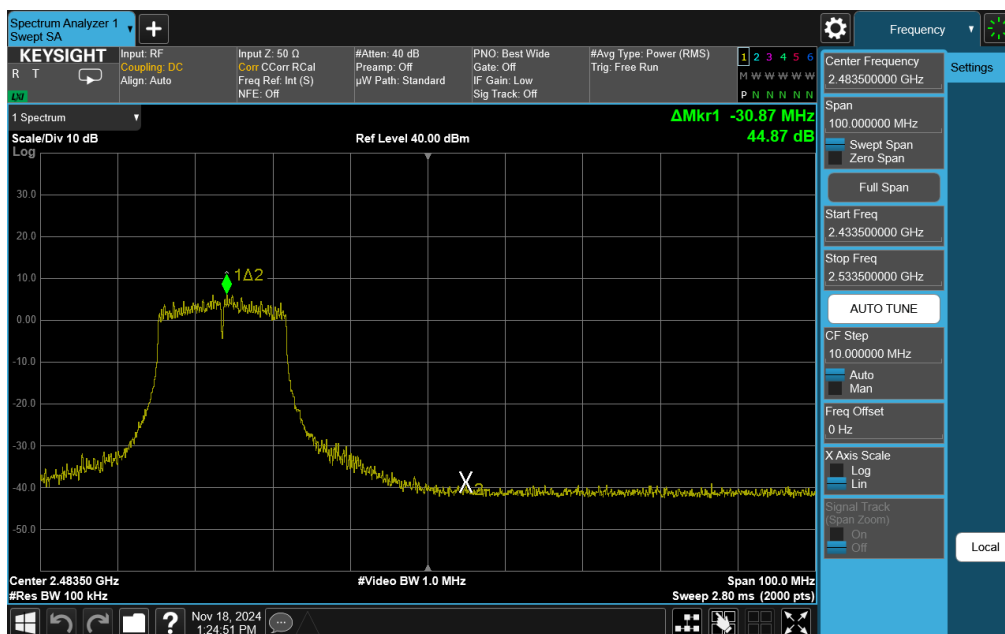 Spectrum Analyzer 1
Swept SA
Frequency
KEYSIGHT
R T
LXI
Input: RF
Coupling: DC
Align: Auto
Input Z: 50 Ω
Corr CCorr RCal
Freq Ref: Int (S)
NFE: Off
#Atten: 40 dB
Preamp: Off
µW Path: Standard
PNO: Best Wide
Gate: Off
IF Gain: Low
Sig Track: Off
#Avg Type: Power (RMS)
Trig: Free Run
1 2 3 4 5 6
M W W W W W
P N N N N N
1 Spectrum
ΔMkr1 -30.87 MHz
44.87 dB
Scale/Div 10 dB
Ref Level 40.00 dBm
Log
30.0
20.0
10.0
0.00
-10.0
-20.0
-30.0
-40.0
-50.0
1Δ2
X2
Center 2.48350 GHz
#Res BW 100 kHz
#Video BW 1.0 MHz
Span 100.0 MHz
Sweep 2.80 ms (2000 pts)
Center Frequency
2.483500000 GHz
Span
100.000000 MHz
Swept Span
Zero Span
Full Span
Start Freq
2.433500000 GHz
Stop Freq
2.533500000 GHz
AUTO TUNE
CF Step
10.000000 MHz
Auto
Man
Freq Offset
0 Hz
X Axis Scale
Log
Lin
Signal Track
(Span Zoom)
On
Off
Settings
Local
?
Nov 18, 2024
1:24:51 PM